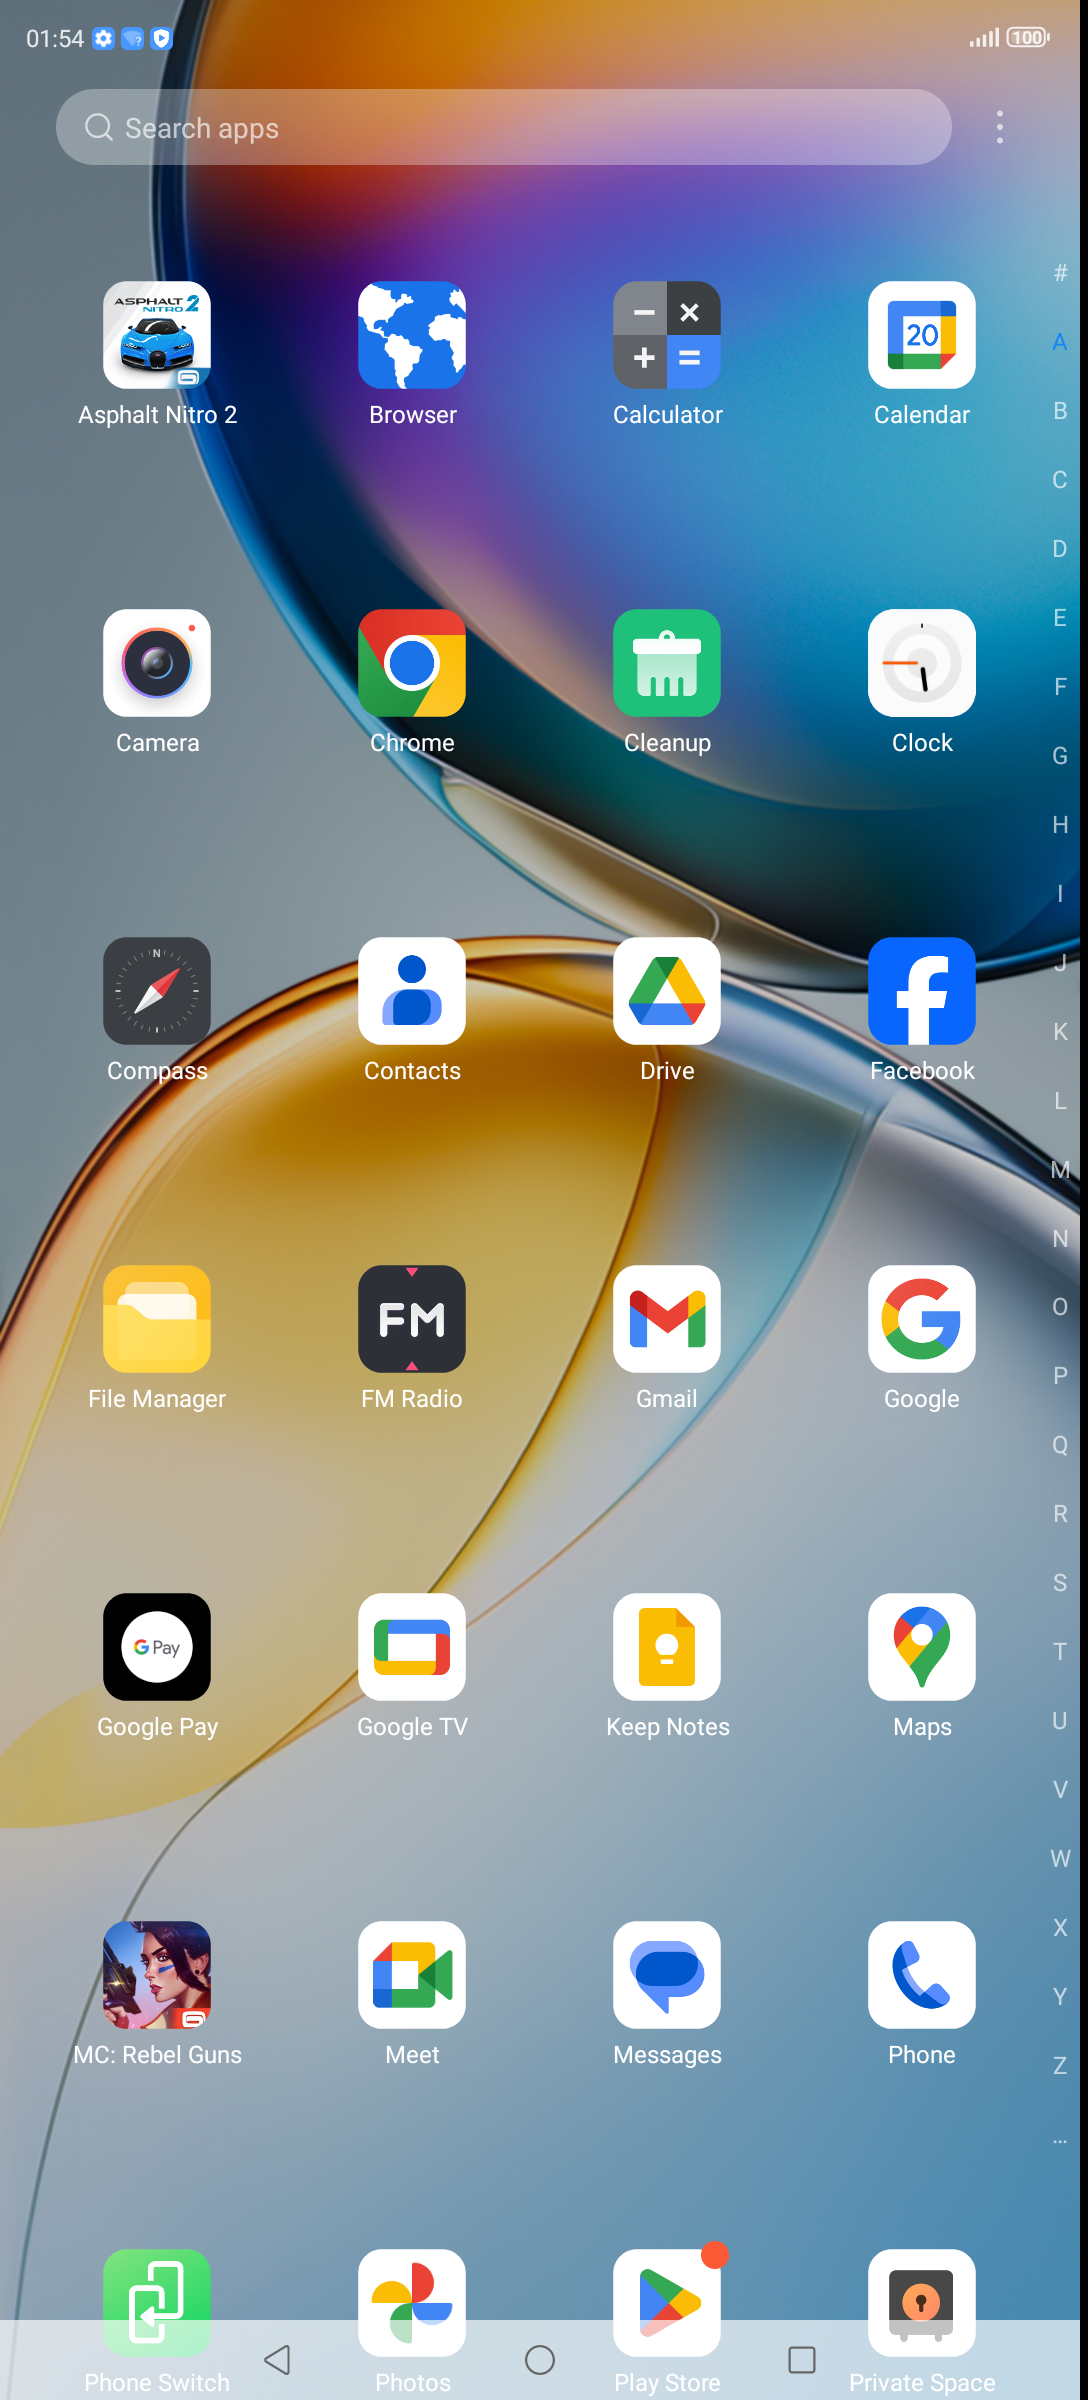 01:54
100
Search apps
ASPHALT 2
NITRO
20
Asphalt Nitro 2
Browser
Calculator
Calendar
Camera
Chrome
Cleanup
Clock
N
Compass
Contacts
Drive
Facebook
FM
File Manager
FM Radio
Gmail
Google
G Pay
Google Pay
Google TV
Keep Notes
Maps
MC: Rebel Guns
Meet
Messages
Phone
Phone Switch
Photos
Play Store
Private Space
#
A
B
C
D
E
F
G
H
I
J
K
L
M
N
O
P
Q
R
S
T
U
V
W
X
Y
Z
...